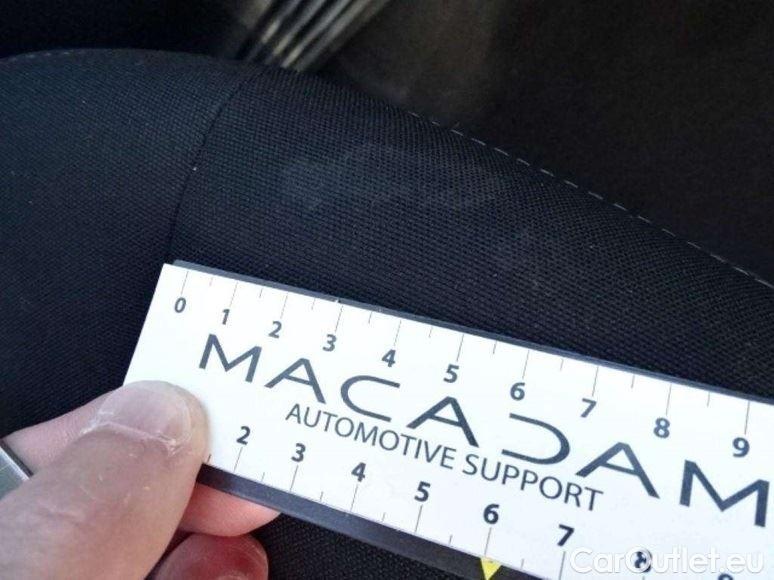 0 1 2 3 4 5 6 7 8 9
MACADAM
AUTOMOTIVE SUPPORT
2 3 4 5 6 7 8
CarOutlet.eu